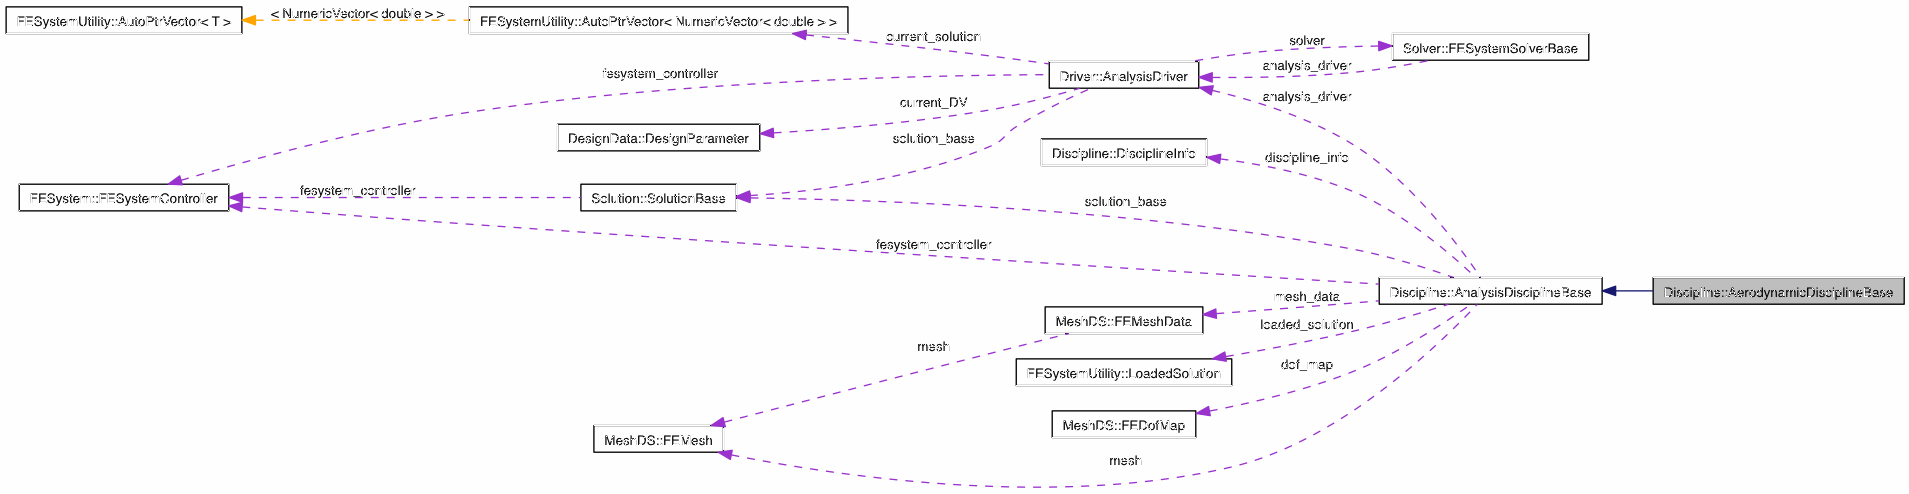 FESystemUtility::AutoPtrVector< T >
< NumericVector< double > >
FESystemUtility::AutoPtrVector< NumericVector< double > >
current_solution
solver
Solver::FESystemSolverBase
analysis_driver
fesystem_controller
Driver::AnalysisDriver
analysis_driver
current_DV
DesignData::DesignParameter
solution_base
Discipline::DisciplineInfo
discipline_info
FESystem::FESystemController
fesystem_controller
Solution::SolutionBase
solution_base
fesystem_controller
Discipline::AnalysisDisciplineBase
Discipline::AerodynamicDisciplineBase
mesh_data
MeshDS::FEMeshData
loaded_solution
mesh
FESystemUtility::LoadedSolution
dof_map
MeshDS::FEDofMap
MeshDS::FEMesh
mesh